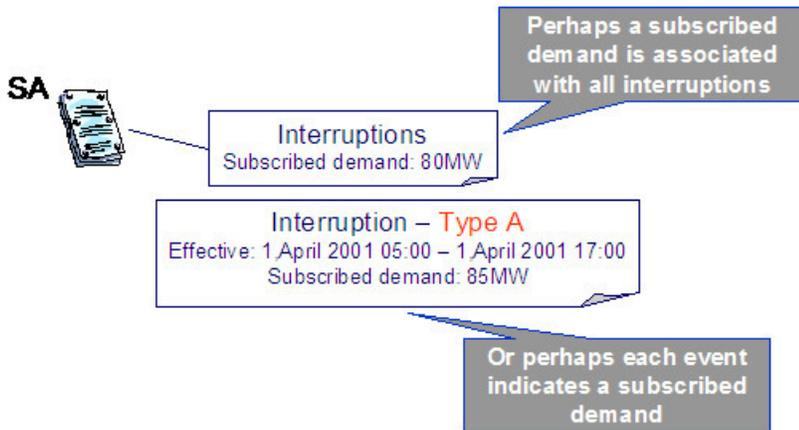 Perhaps a subscribed
demand is associated
with all interruptions
SA
Interruptions
Subscribed demand: 80MW
Interruption – Type A
Effective: 1,April 2001 05:00 – 1,April 2001 17:00
Subscribed demand: 85MW
Or perhaps each event
indicates a subscribed
demand